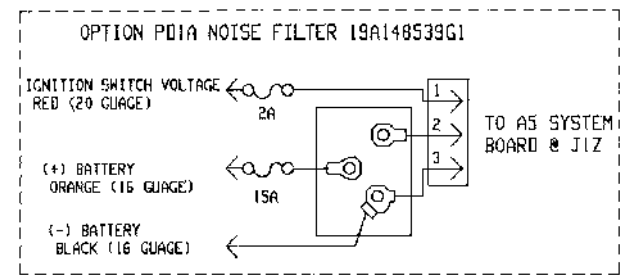 OPTION PD1A NOISE FILTER 19A148539G1
IGNITION SWITCH VOLTAGE
RED (20 GUAGE)
2A
1
2
3
TO A5 SYSTEM
BOARD @ J1Z
(+) BATTERY
ORANGE (16 GUAGE)
15A
(-) BATTERY
BLACK (16 GUAGE)